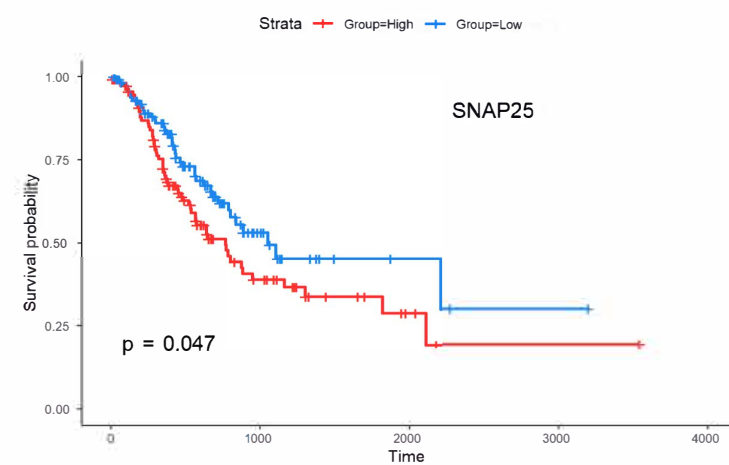 Strata Group=High Group=Low
SNAP25
1.00
0.75
0.50
0.25
0.00
Survival probability
p = 0.047
0 1000 2000 3000 4000
Time